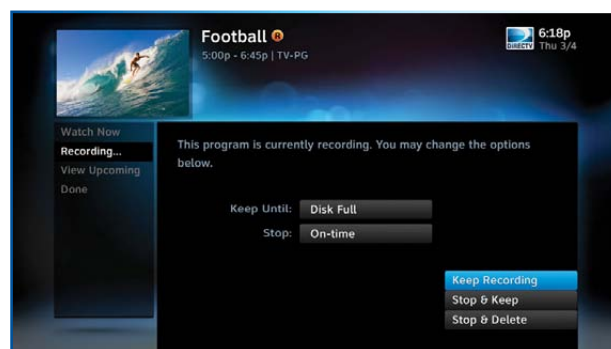 Football R
5:00p - 6:45p | TV-PG
DIRECTV
6:18p
Thu 3/4
Watch Now
Recording...
View Upcoming
Done
This program is currently recording. You may change the options
below.
Keep Until: Disk Full
Stop: On-time
Keep Recording
Stop & Keep
Stop & Delete